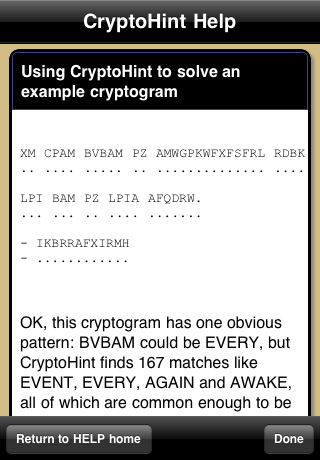 CryptoHint Help
Using CryptoHint to solve an
example cryptogram
XM CPAM BVBAM PZ AMWGPKWFXFSFRL RDBK
.. .... ..... .. .............. ....
LPI BAM PZ LPIA AFQDRW.
... ... .. .... .......
- IKBRRAFXIRMH
- ............
OK, this cryptogram has one obvious
pattern: BVBAM could be EVERY, but
CryptoHint finds 167 matches like
EVENT, EVERY, AGAIN and AWAKE,
all of which are common enough to be
Return to HELP home
Done